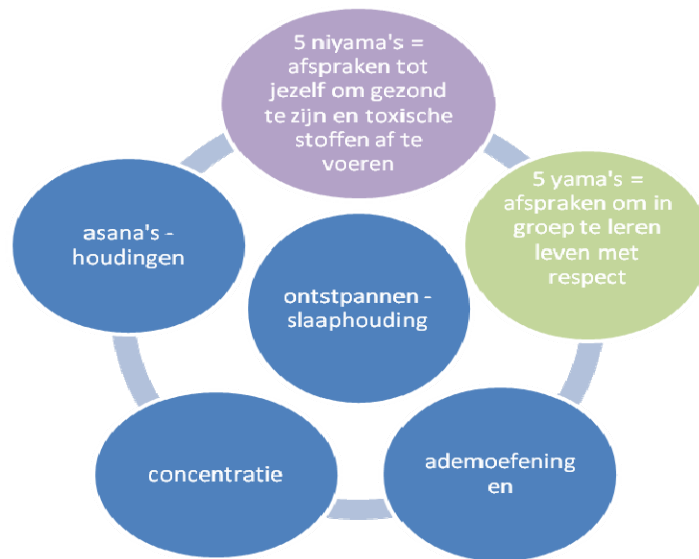 5 niyama's =
afspraken tot
jezelf om gezond
te zijn en toxische
stoffen af te
voeren
5 yama's =
afspraken om in
groep te leren
leven met
respect
ademoefening
en
concentratie
asana's -
houdingen
ontstpannen -
slaaphouding